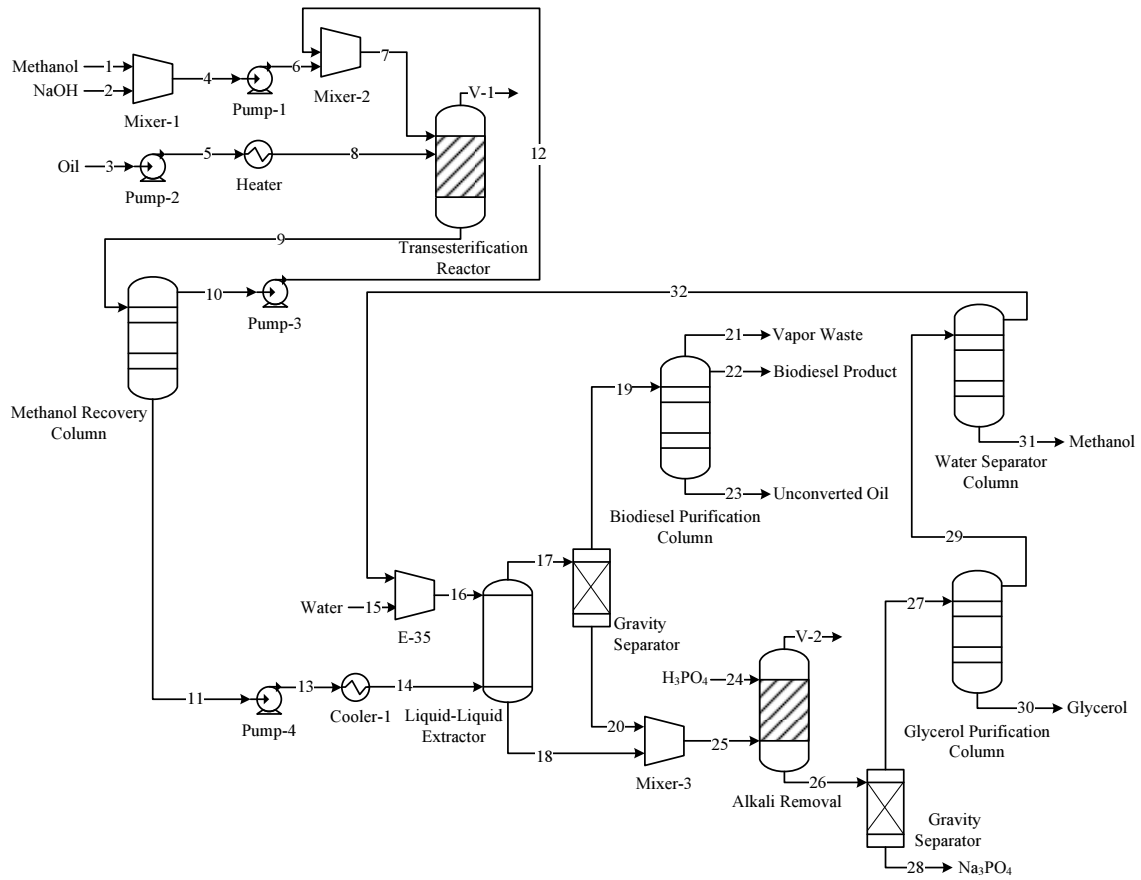 12
Methanol 1
NaOH 2
4
6
7
Mixer-1
Pump-1
Mixer-2
V-1
Oil 3
5
8
Pump-2
Heater
9
Transesterification
Reactor
10
Pump-3
Methanol Recovery
Column
32
21 Vapor Waste
22 Biodiesel Product
19
23 Unconverted Oil
Biodiesel Purification
Column
31 Methanol
Water Separator
Column
29
Water 15
16
E-35
17
Gravity
Separator
11
13
14
Pump-4
Cooler-1
Liquid-Liquid
Extractor
18
20
25
Mixer-3
V-2
H₃PO₄ 24
26
Alkali Removal
27
30 Glycerol
Glycerol Purification
Column
Gravity
Separator
28 Na₃PO₄